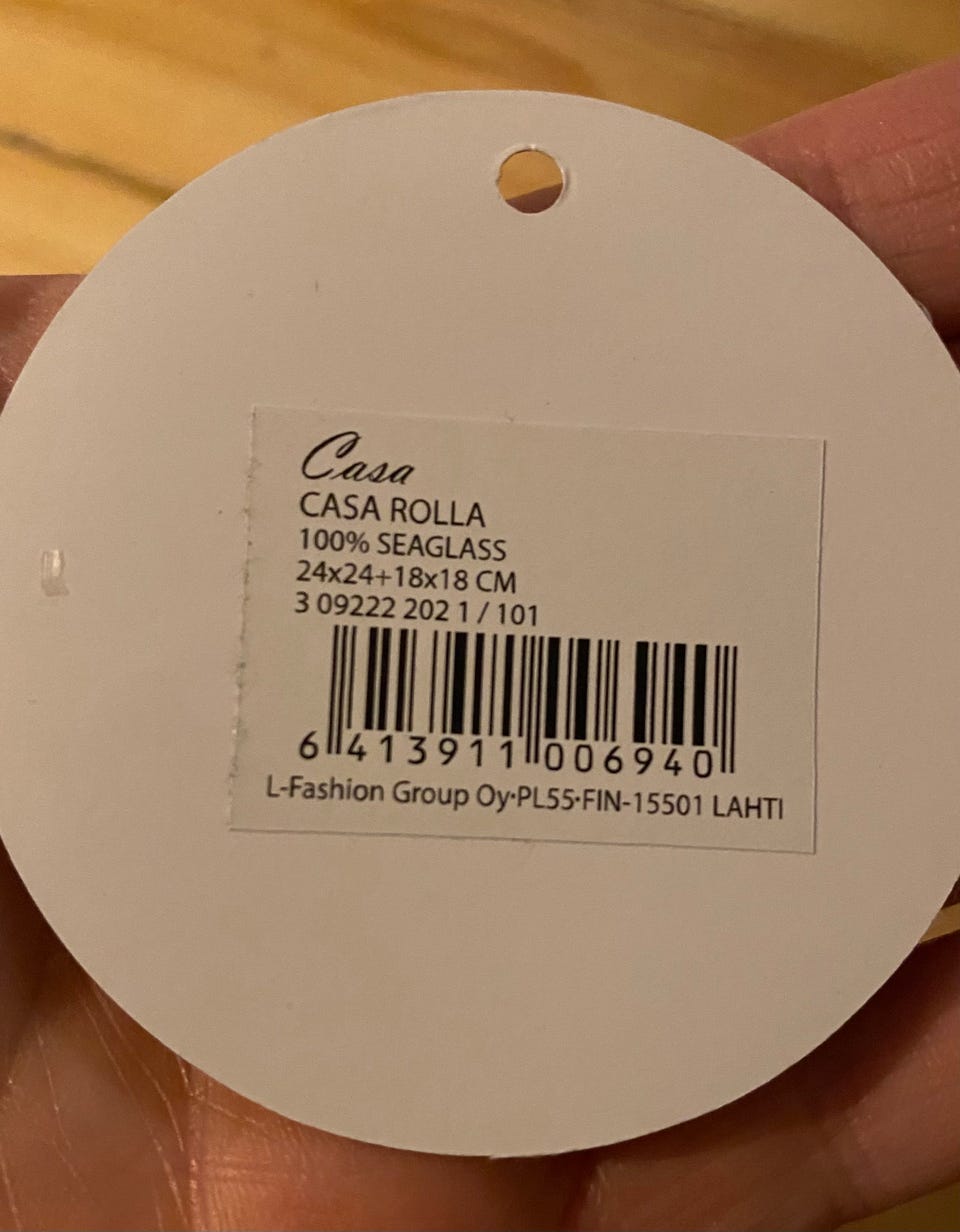 Casa
CASA ROLLA
100% SEAGLASS
24x24+18x18 CM
3 09222 202 1 / 101
6 413911 006940
L-Fashion Group Oy·PL55·FIN-15501 LAHTI